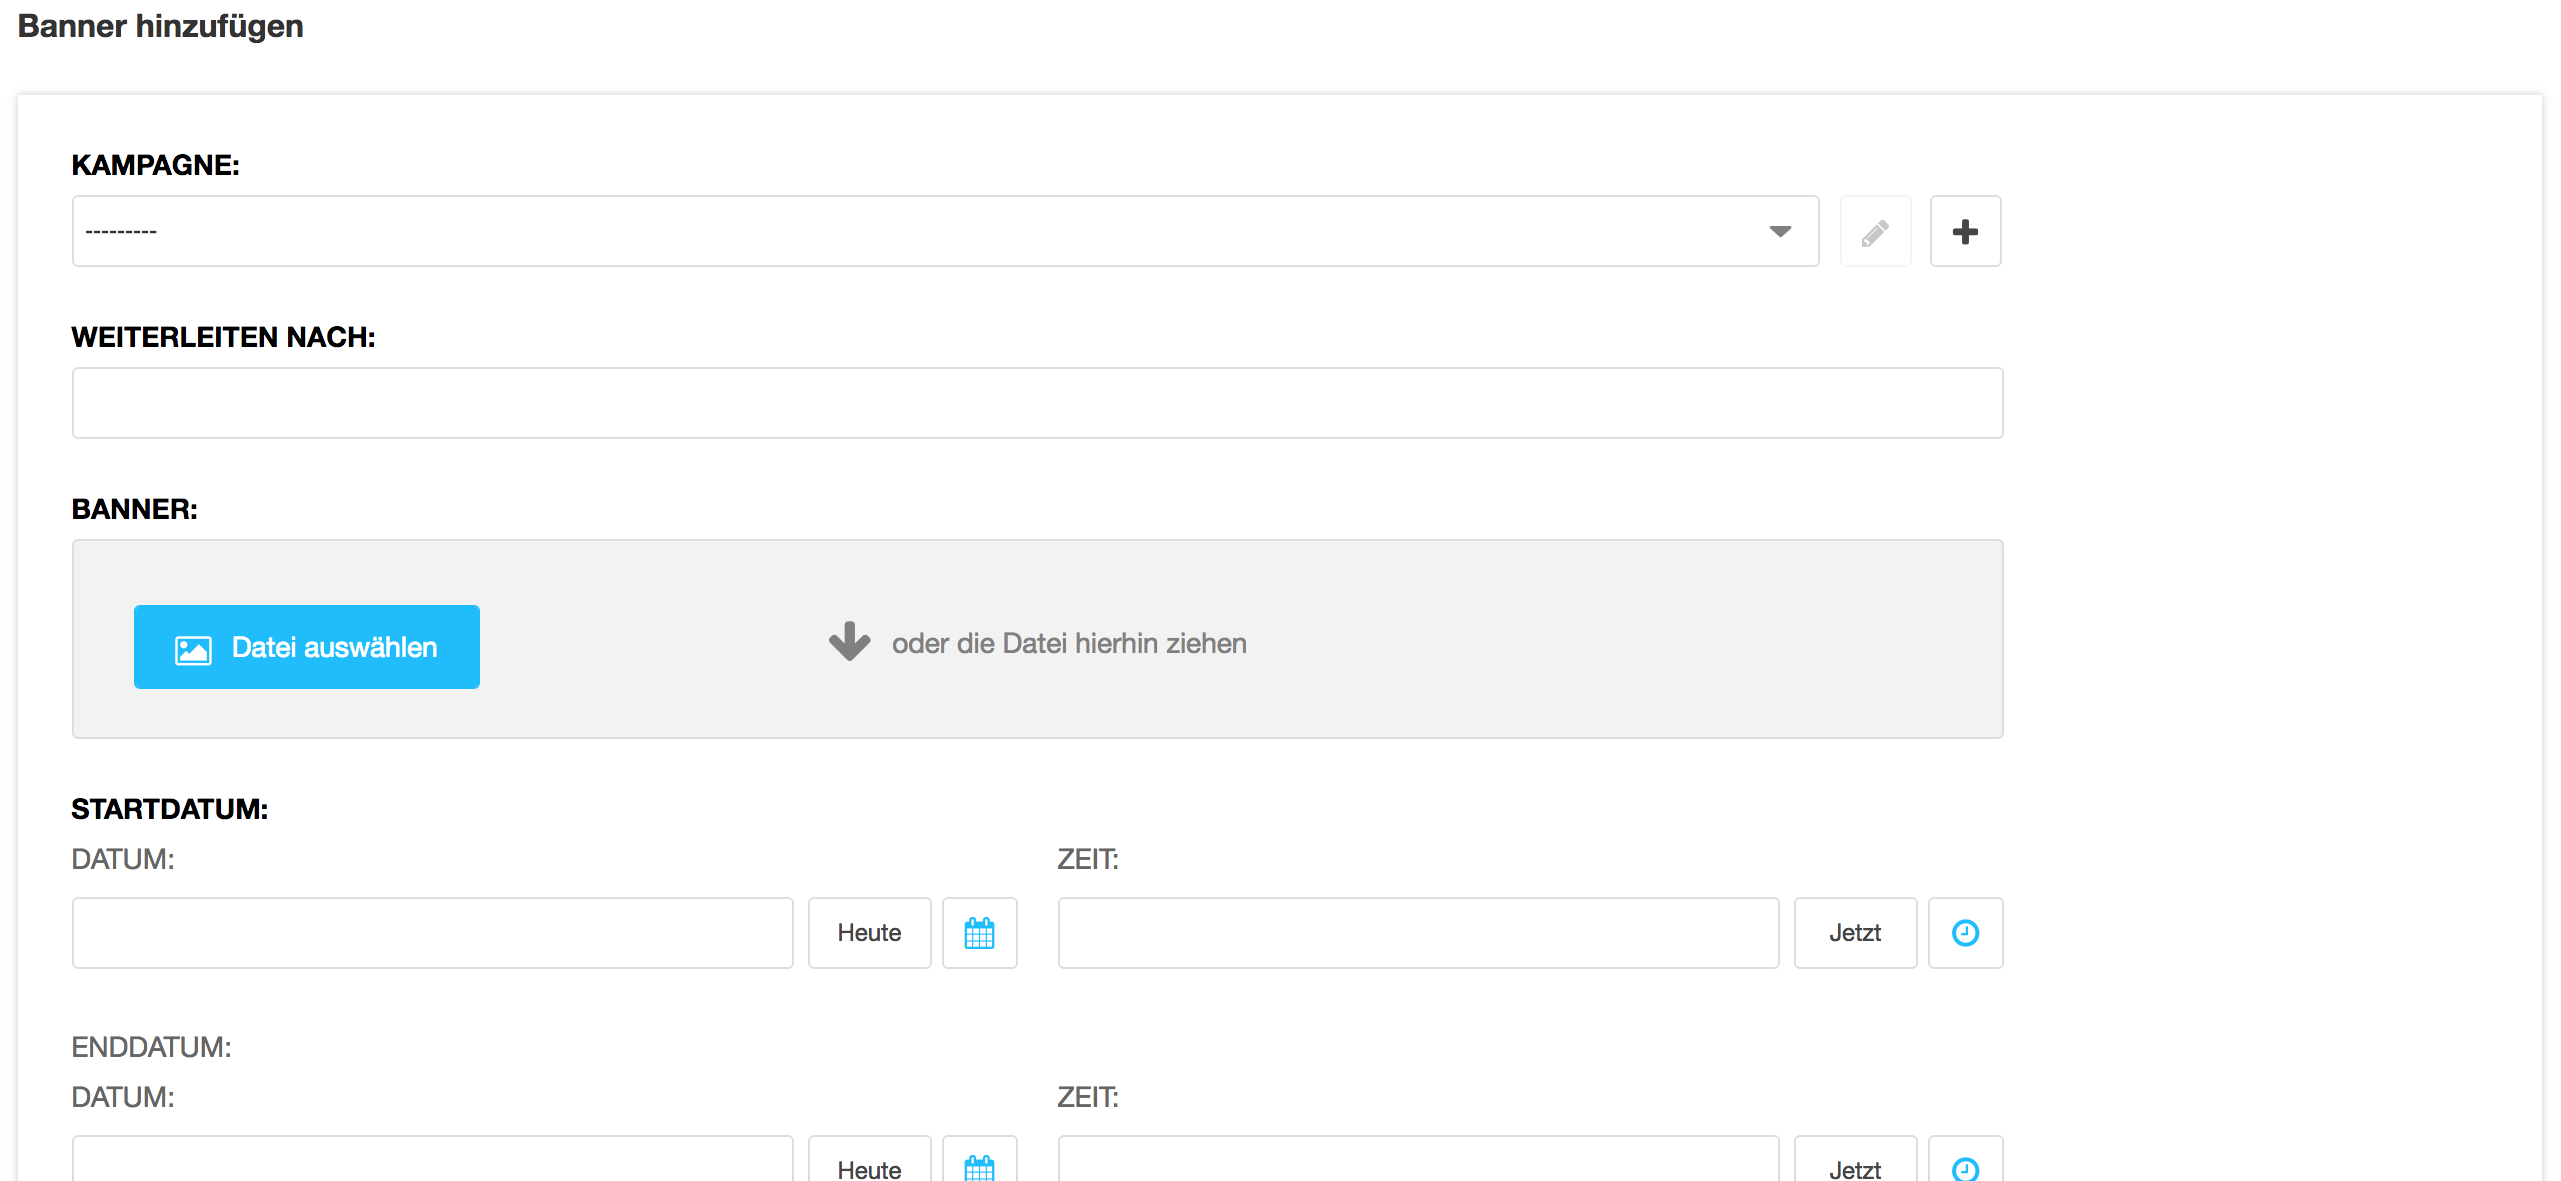 Banner hinzufügen
KAMPAGNE:
---------
WEITERLEITEN NACH:
BANNER:
Datei auswählen oder die Datei hierhin ziehen
STARTDATUM:
DATUM: ZEIT:
Heute Jetzt
ENDDATUM:
DATUM: ZEIT:
Heute Jetzt